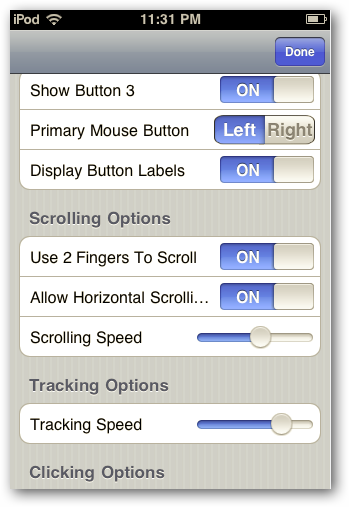 iPod 11:31 PM
Done
Show Button 3 ON
Primary Mouse Button Left Right
Display Button Labels ON
Scrolling Options
Use 2 Fingers To Scroll ON
Allow Horizontal Scrolli... ON
Scrolling Speed
Tracking Options
Tracking Speed
Clicking Options